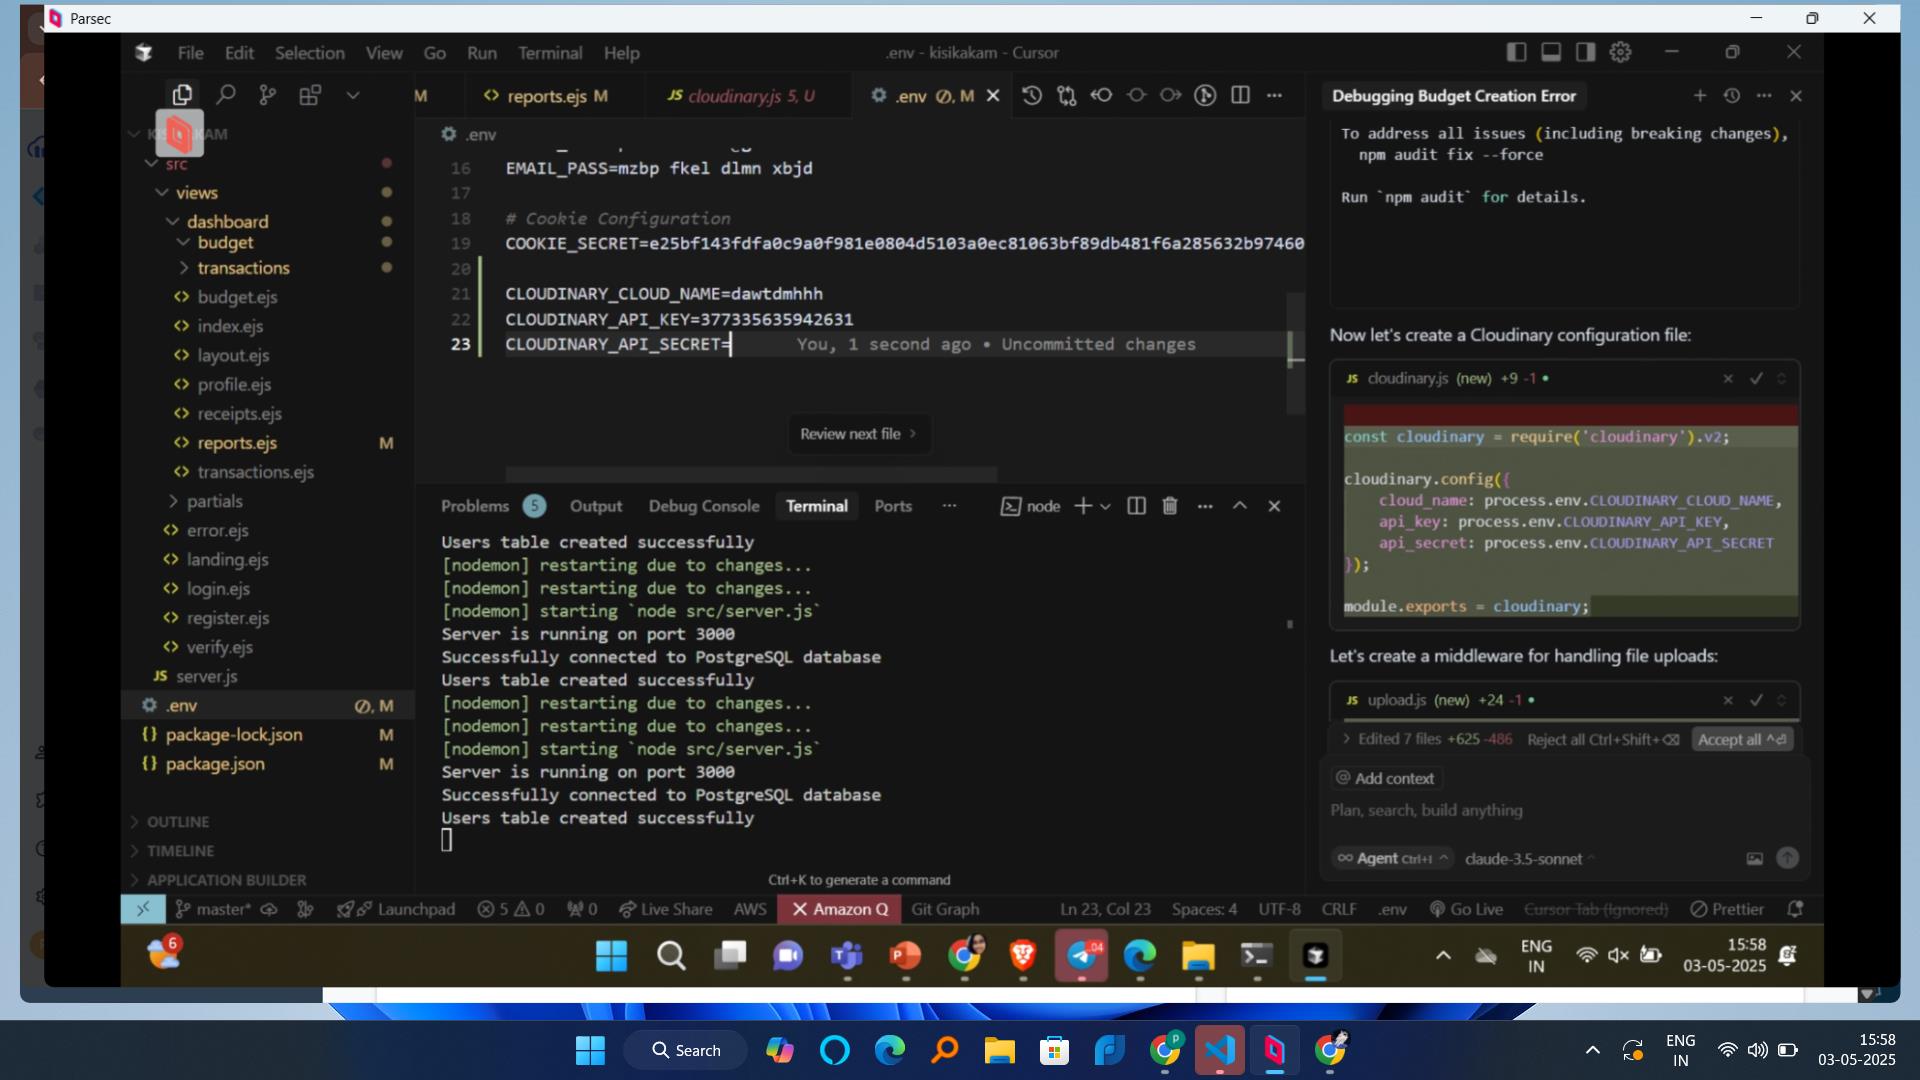 Parsec
File Edit Selection View Go Run Terminal Help
.env - kisikakam - Cursor
M
reports.ejs M
JS cloudinary.js 5, U
.env M
Debugging Budget Creation Error
src
views
dashboard
budget
transactions
budget.ejs
index.ejs
layout.ejs
profile.ejs
receipts.ejs
reports.ejs M
transactions.ejs
partials
error.ejs
landing.ejs
login.ejs
register.ejs
verify.ejs
JS server.js
.env , M
{} package-lock.json M
{} package.json M
OUTLINE
TIMELINE
APPLICATION BUILDER
.env
16 EMAIL_PASS=mzbp fkel dlmn xbjd
17
18 # Cookie Configuration
19 COOKIE_SECRET=e25bf143fdfa0c9a0f981e0804d5103a0ec81063bf89db481f6a285632b97460
20
21 CLOUDINARY_CLOUD_NAME=dawtdmhhh
22 CLOUDINARY_API_KEY=377335635942631
23 CLOUDINARY_API_SECRET= You, 1 second ago • Uncommitted changes
Review next file >
Problems 5 Output Debug Console Terminal Ports ... node
Users table created successfully
[nodemon] restarting due to changes...
[nodemon] restarting due to changes...
[nodemon] starting `node src/server.js`
Server is running on port 3000
Successfully connected to PostgreSQL database
Users table created successfully
[nodemon] restarting due to changes...
[nodemon] restarting due to changes...
[nodemon] starting `node src/server.js`
Server is running on port 3000
Successfully connected to PostgreSQL database
Users table created successfully
Ctrl+K to generate a command
To address all issues (including breaking changes),
npm audit fix --force
Run `npm audit` for details.
Now let's create a Cloudinary configuration file:
JS cloudinary.js (new) +9 -1 •
const cloudinary = require('cloudinary').v2;
cloudinary.config({
cloud_name: process.env.CLOUDINARY_CLOUD_NAME,
api_key: process.env.CLOUDINARY_API_KEY,
api_secret: process.env.CLOUDINARY_API_SECRET
});
module.exports = cloudinary;
Let's create a middleware for handling file uploads:
JS upload.js (new) +24 -1 •
> Edited 7 files +625 -486 Reject all Ctrl+Shift+⌫ Accept all ^⏎
@ Add context
Plan, search, build anything
∞ Agent Ctrl+I ^ claude-3.5-sonnet ^
master* Launchpad 5 0 0 Live Share AWS Amazon Q Git Graph
Ln 23, Col 23 Spaces: 4 UTF-8 CRLF .env Go Live Cursor Tab (Ignored) Prettier
6
04
ENG
IN
15:58
03-05-2025
Search
P
ENG
IN
15:58
03-05-2025